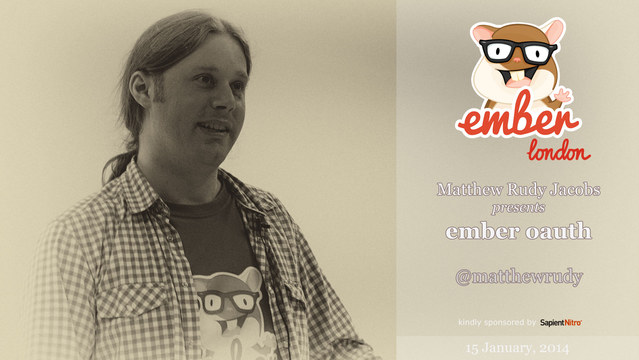 ember
london
Matthew Rudy Jacobs
presents
ember oauth
@matthewrudy
kindly sponsored by SapientNitro
15 January, 2014